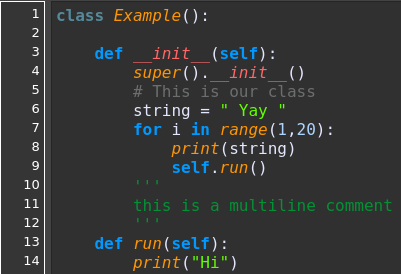 1 class Example():
2
3     def __init__(self):
4         super().__init__()
5         # This is our class
6         string = " Yay "
7         for i in range(1,20):
8             print(string)
9             self.run()
10         '''
11         this is a multiline comment
12         '''
13     def run(self):
14         print("Hi")